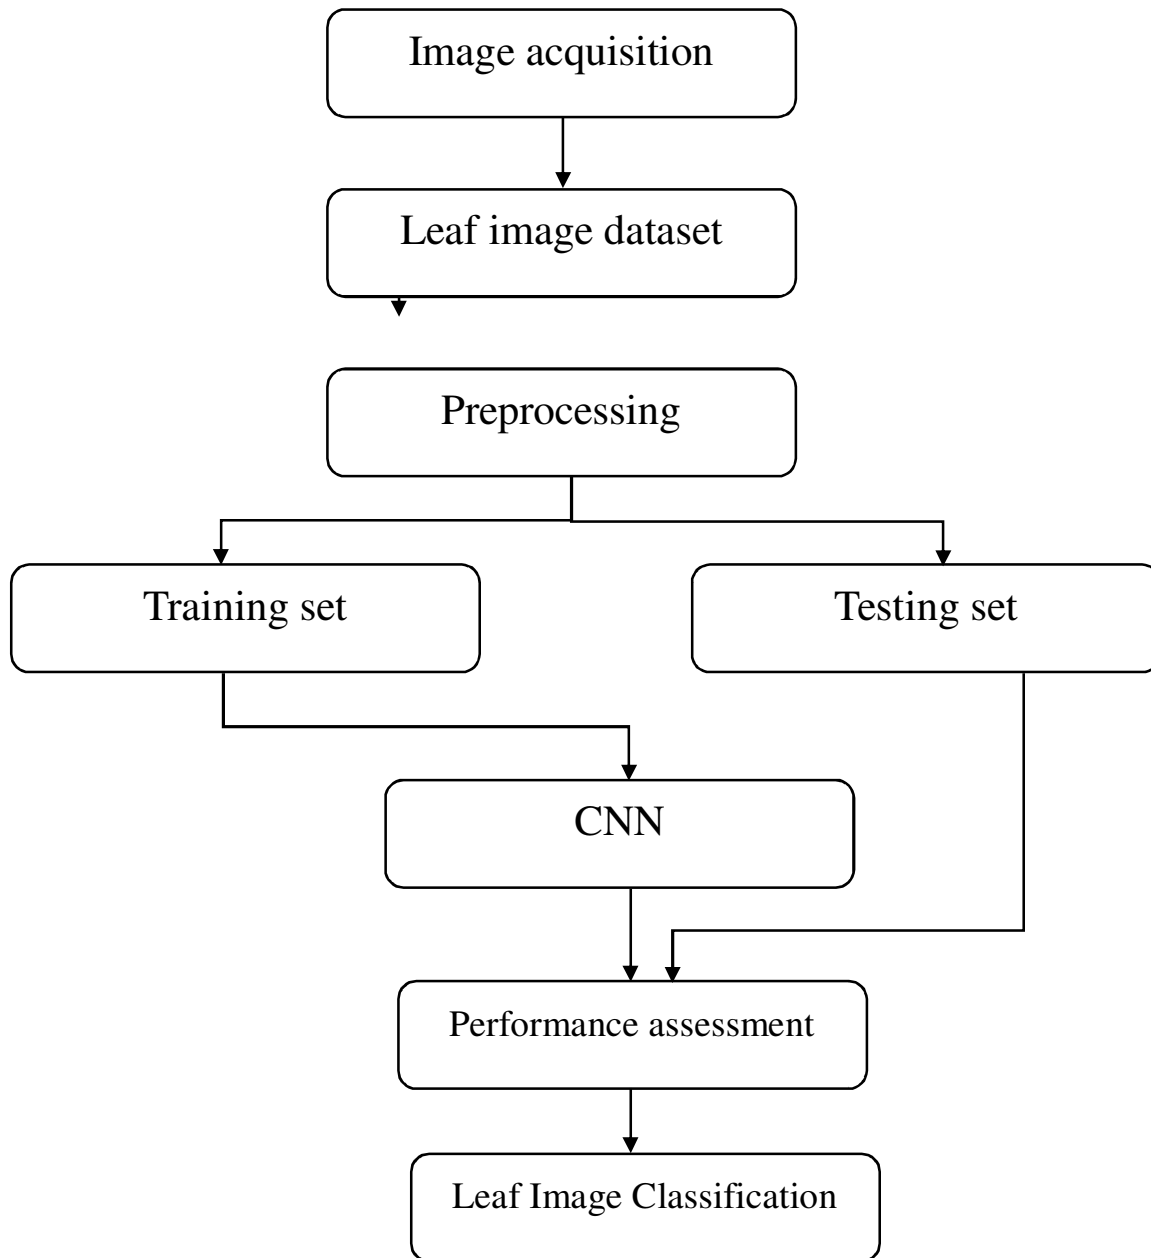 Image acquisition
Leaf image dataset
Preprocessing
Training set
Testing set
CNN
Performance assessment
Leaf Image Classification